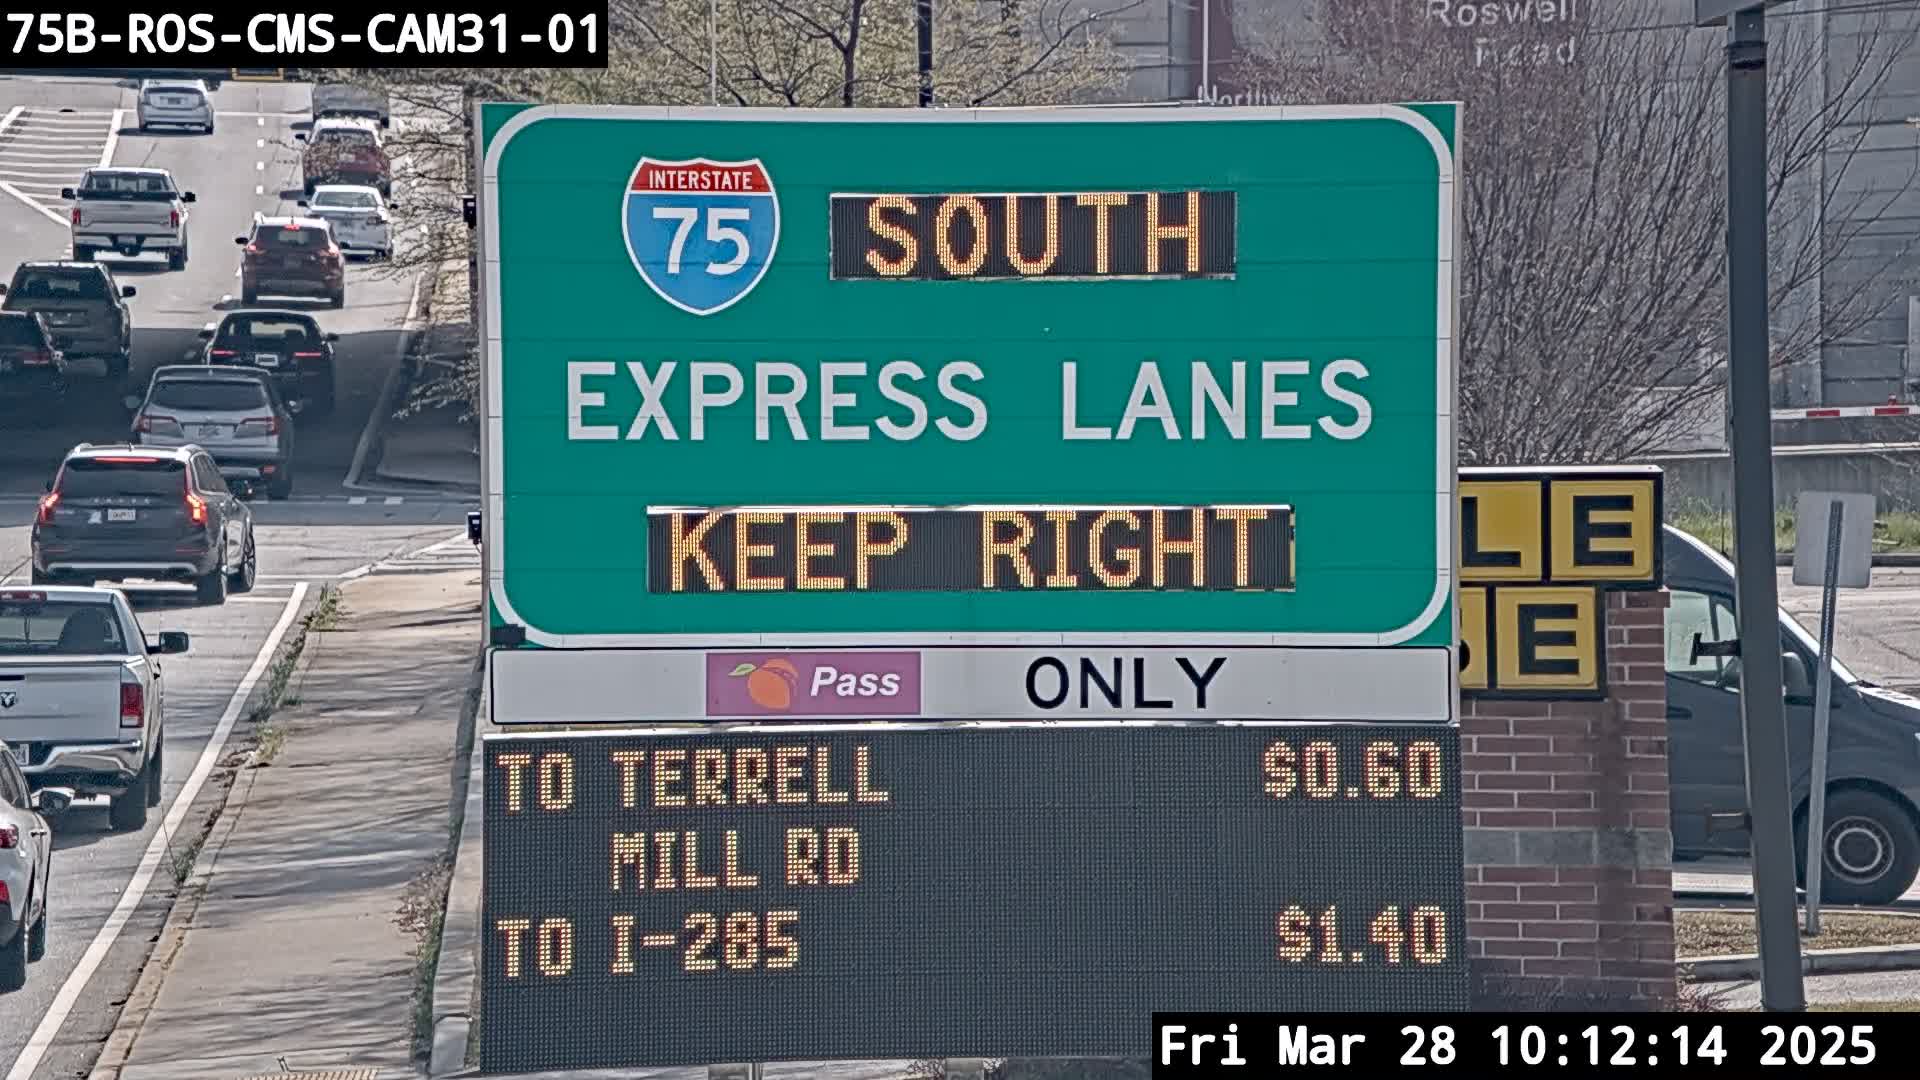 75B-ROS-CMS-CAM31-01
Roswell
Road
INTERSTATE
75
SOUTH
EXPRESS LANES
KEEP RIGHT
Pass ONLY
LE
E
TO TERRELL $0.60
MILL RD
TO I-285 $1.40
Fri Mar 28 10:12:14 2025